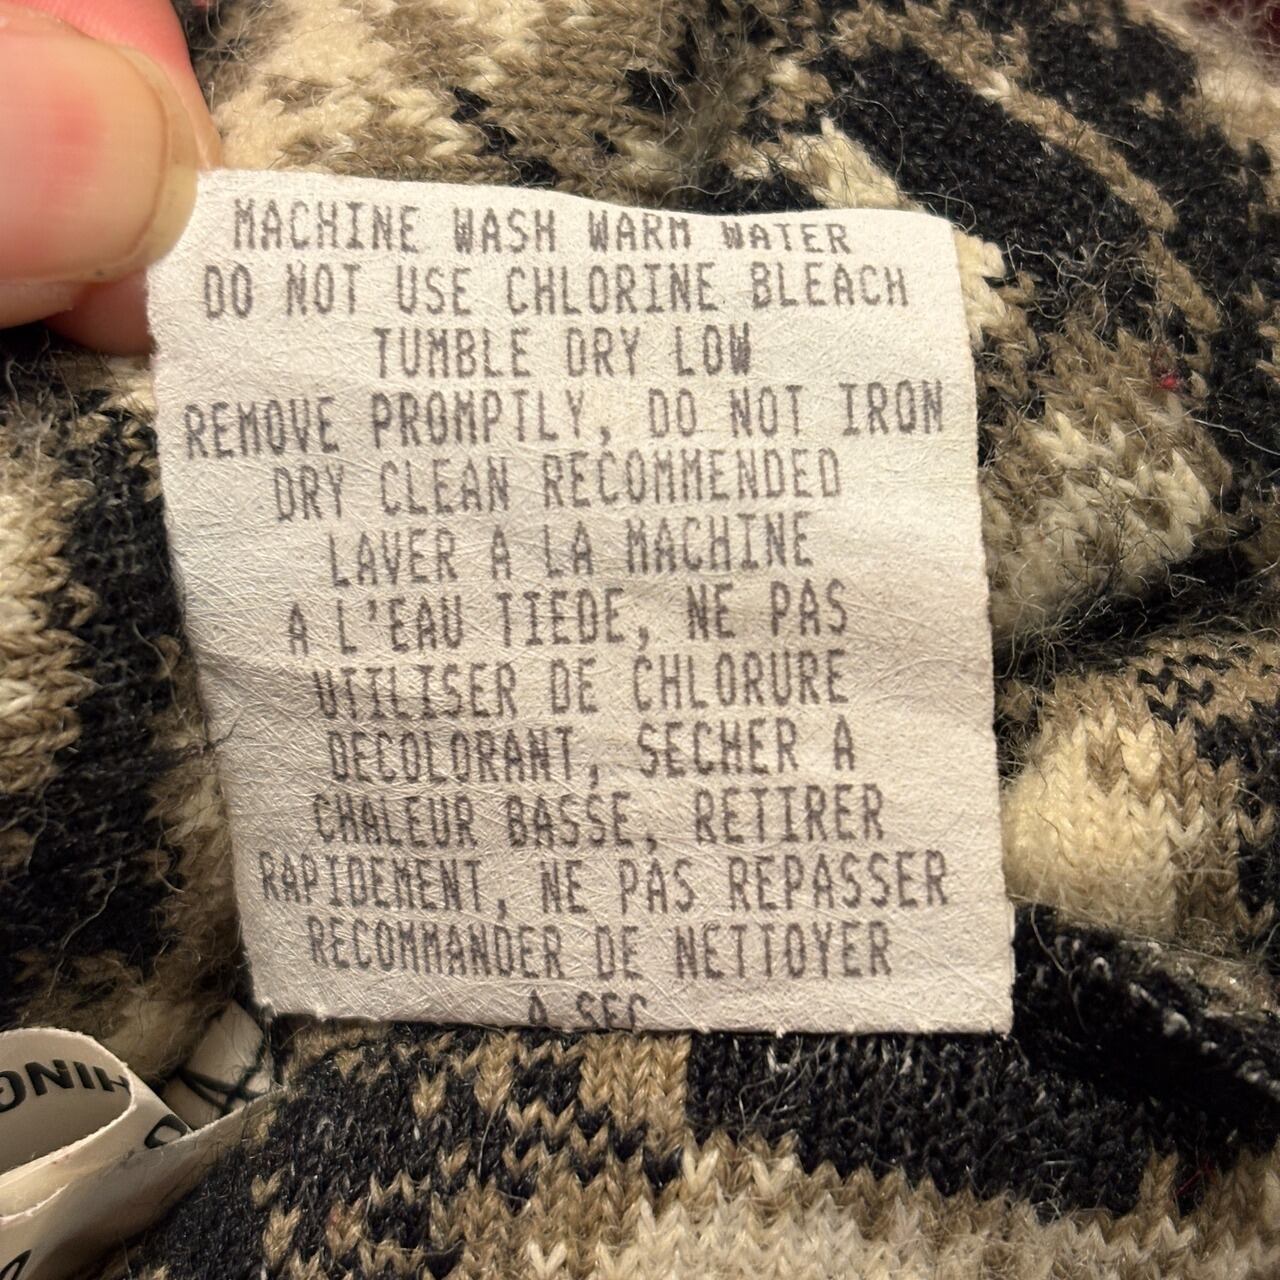 MACHINE WASH WARM WATER
DO NOT USE CHLORINE BLEACH
TUMBLE DRY LOW
REMOVE PROMPTLY, DO NOT IRON
DRY CLEAN RECOMMENDED
LAVER A LA MACHINE
A L'EAU TIEDE, NE PAS
UTILISER DE CHLORURE
DECOLORANT, SECHER A
CHALEUR BASSE, RETIRER
RAPIDEMENT, NE PAS REPASSER
RECOMMANDER DE NETTOYER
A SEC